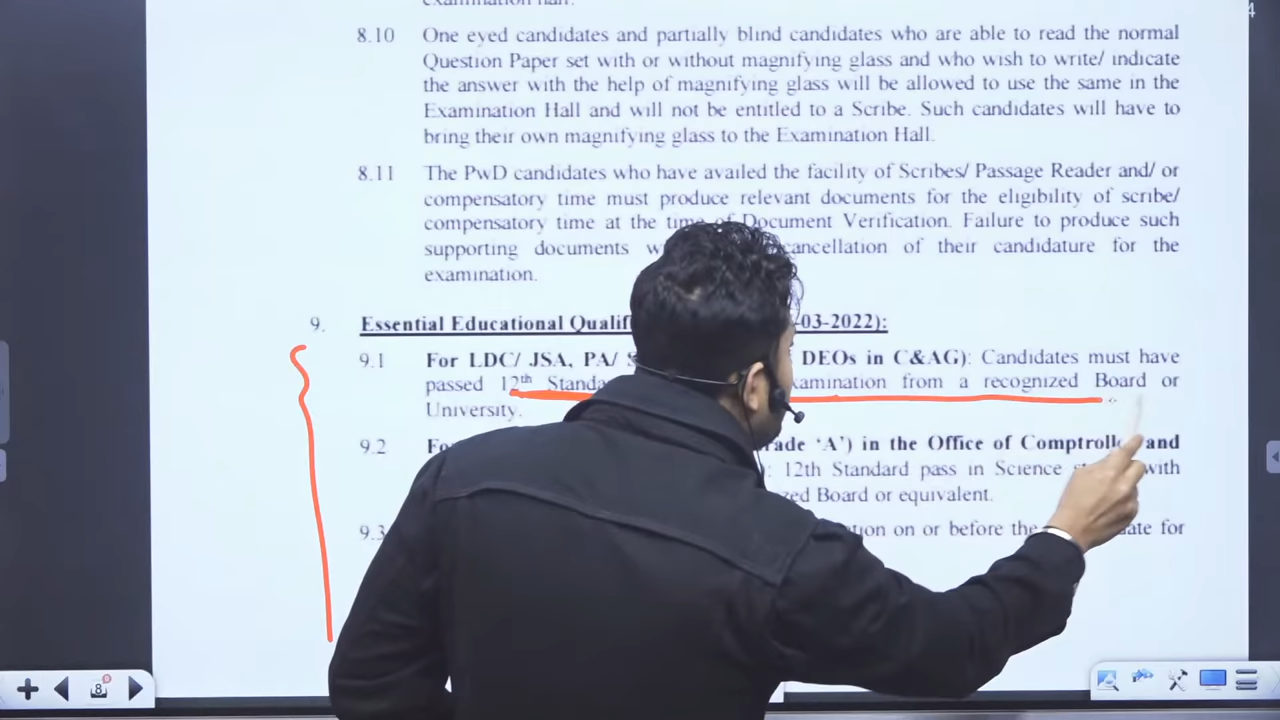 4
examination hall.
8.10 One eyed candidates and partially blind candidates who are able to read the normal
Question Paper set with or without magnifying glass and who wish to write/ indicate
the answer with the help of magnifying glass will be allowed to use the same in the
Examination Hall and will not be entitled to a Scribe. Such candidates will have to
bring their own magnifying glass to the Examination Hall.
8.11 The PwD candidates who have availed the facility of Scribes/ Passage Reader and/ or
compensatory time must produce relevant documents for the eligibility of scribe/
compensatory time at the time of Document Verification. Failure to produce such
supporting documents cancellation of their candidature for the
examination.
9. Essential Educational -03-2022):
9.1 For LDC/ JSA, PA/ DEOs in C&AG): Candidates must have
passed 12th from a recognized Board or
University.
9.2 'A') in the Office of and
: 12th Standard pass in Science with
Board or equivalent.
9.3 on or before the for
8
8